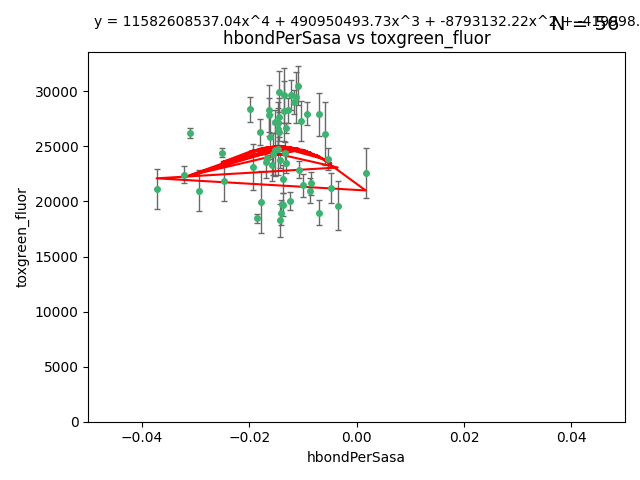 y = 11582608537.04x^4 + 490950493.73x^3 + -8793132.22x^2 +
N = 56
hbondPerSasa vs toxgreen_fluor
30000
25000
20000
15000
10000
5000
0
toxgreen_fluor
−0.04
−0.02
0.00
0.02
0.04
hbondPerSasa